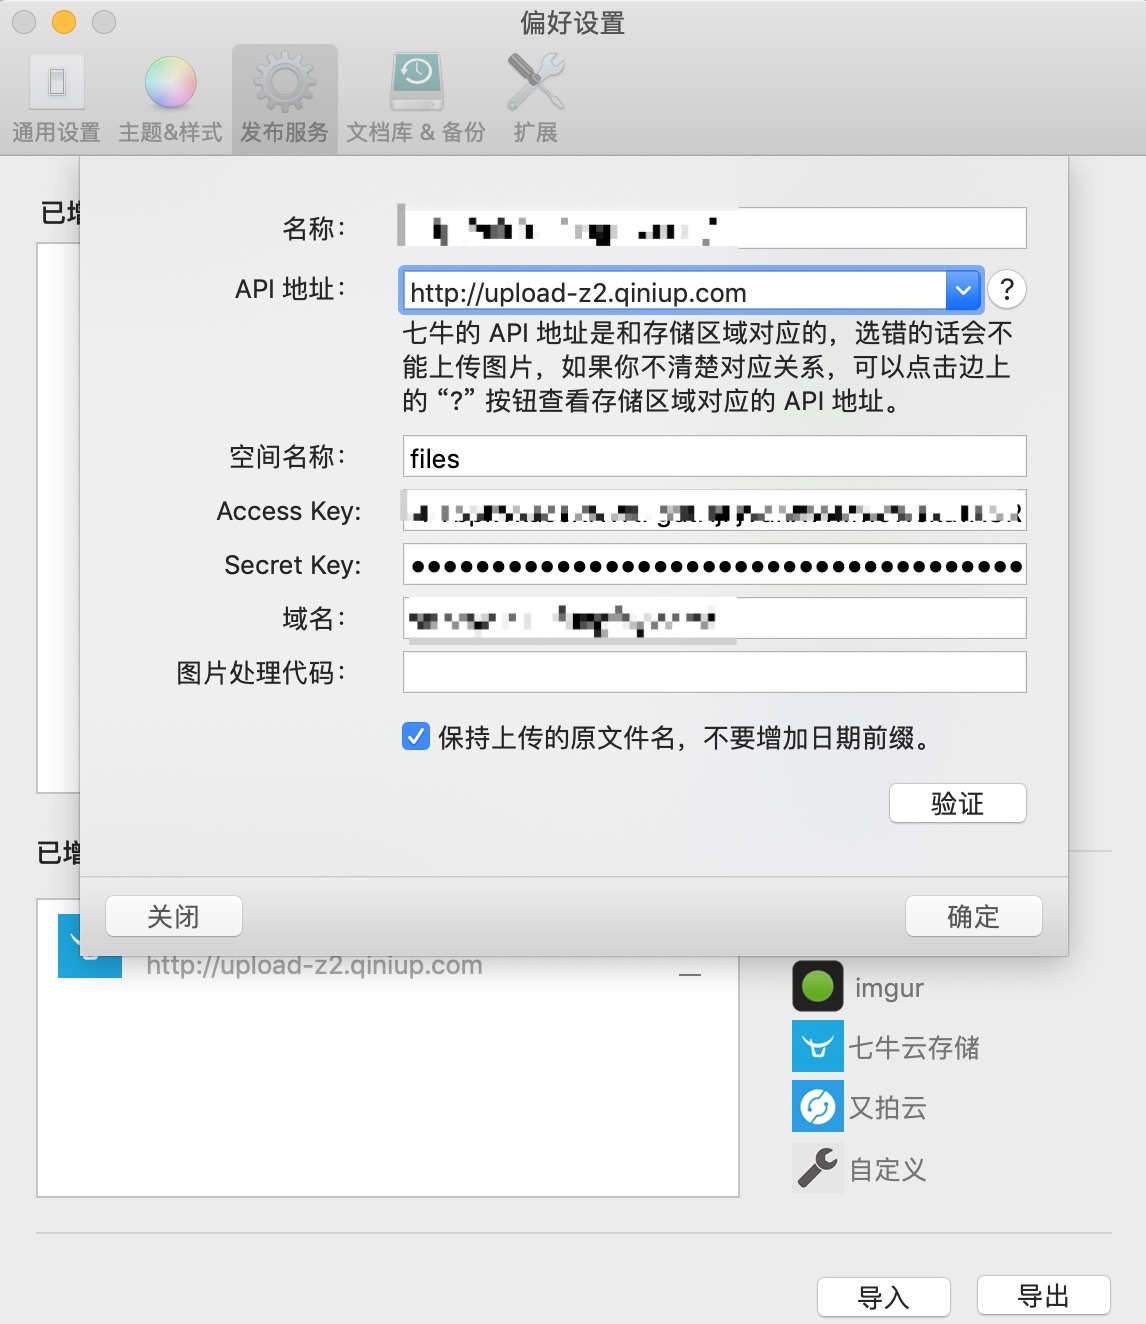 偏好设置
通用设置
主题&样式
发布服务
文档库 & 备份
扩展
已增
名称：
API 地址：
http://upload-z2.qiniup.com
?
七牛的 API 地址是和存储区域对应的，选错的话会不
能上传图片，如果你不清楚对应关系，可以点击边上
的 “?” 按钮查看存储区域对应的 API 地址。
空间名称：
files
Access Key:
Secret Key:
域名：
图片处理代码：
保持上传的原文件名，不要增加日期前缀。
验证
已增
关闭
确定
http://upload-z2.qiniup.com
imgur
七牛云存储
又拍云
自定义
导入
导出